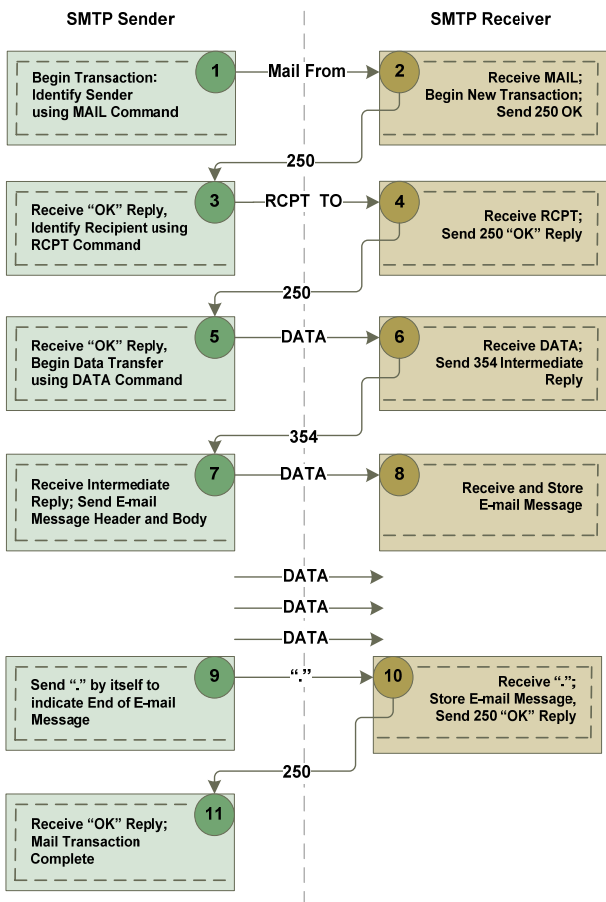 SMTP Sender
SMTP Receiver
1
Begin Transaction:
Identify Sender
using MAIL Command
Mail From
2
Receive MAIL;
Begin New Transaction;
Send 250 OK
250
3
Receive “OK” Reply,
Identify Recipient using
RCPT Command
RCPT TO
4
Receive RCPT;
Send 250 “OK” Reply
250
5
Receive “OK” Reply,
Begin Data Transfer
using DATA Command
DATA
6
Receive DATA;
Send 354 Intermediate
Reply
354
7
Receive Intermediate
Reply; Send E-mail
Message Header and Body
DATA
8
Receive and Store
E-mail Message
DATA
DATA
DATA
9
Send “.” by itself to
indicate End of E-mail
Message
“.”
10
Receive “.”;
Store E-mail Message,
Send 250 “OK” Reply
250
11
Receive “OK” Reply;
Mail Transaction
Complete